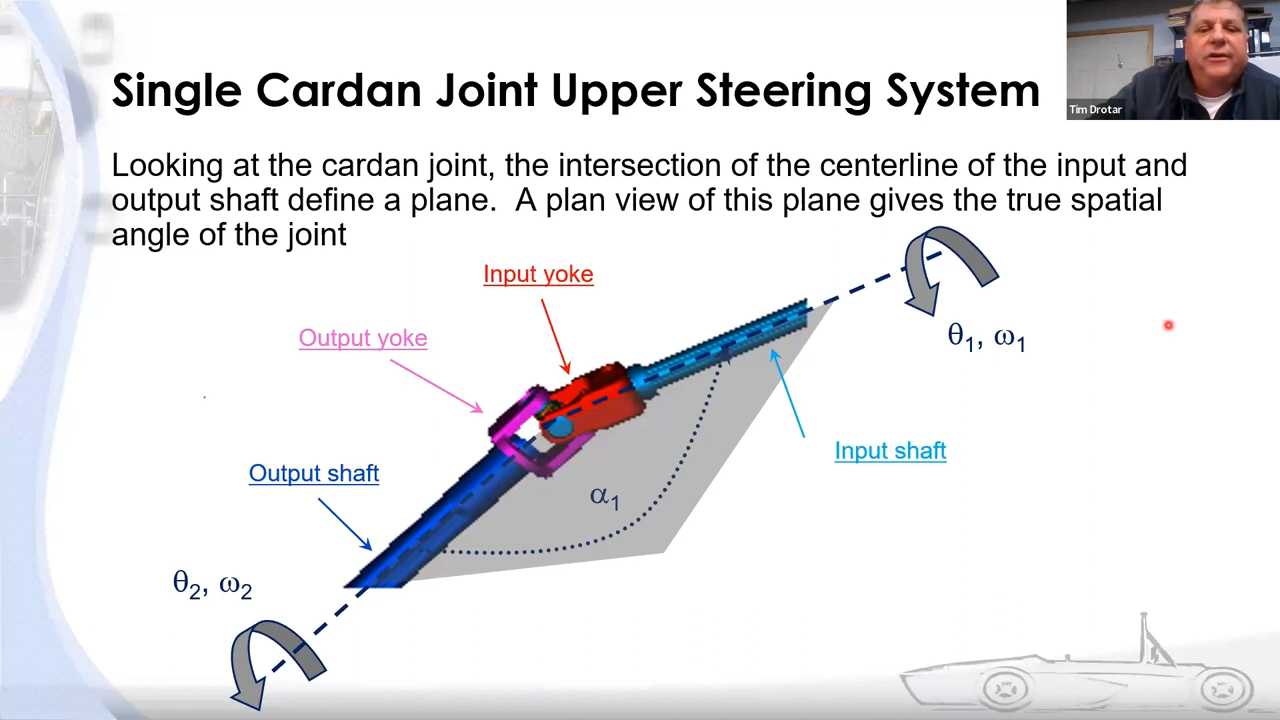 Single Cardan Joint Upper Steering System
Tim Drotar
Looking at the cardan joint, the intersection of the centerline of the input and
output shaft define a plane.  A plan view of this plane gives the true spatial
angle of the joint
Input yoke
Output yoke
θ1, ω1
Input shaft
Output shaft
α1
θ2, ω2